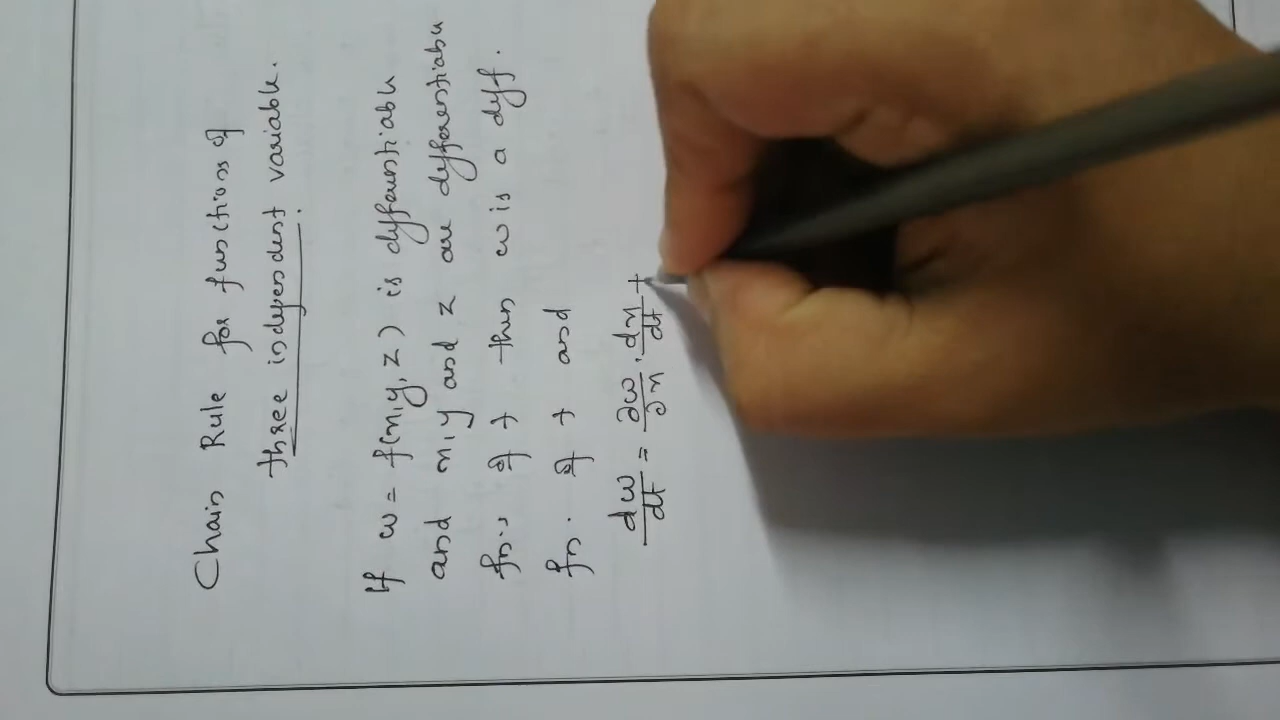 Chain Rule for functions of
three independent variable.
If w = f(x, y, z) is differentiable
and x, y and z are differentiable
fn.s of t then w is a diff.
fn. of t and
dw/dt = ∂w/∂x . dx/dt +